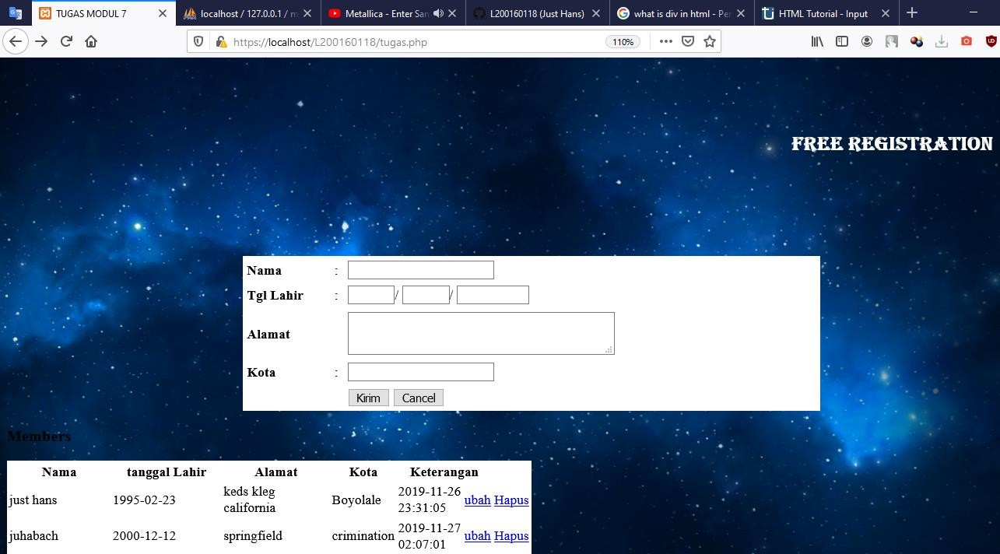 TUGAS MODUL 7
localhost / 127.0.0.1 / m
Metallica - Enter San
L200160118 (Just Hans)
what is div in html - Pen
HTML Tutorial - Input
https://localhost/L200160118/tugas.php
110%
FREE REGISTRATION
Nama :
Tgl Lahir : / /
Alamat
Kota :
Kirim Cancel
Members
Nama tanggal Lahir Alamat Kota Keterangan
just hans 1995-02-23 keds kleg california Boyolale 2019-11-26 23:31:05 ubah Hapus
juhabach 2000-12-12 springfield crimination 2019-11-27 02:07:01 ubah Hapus